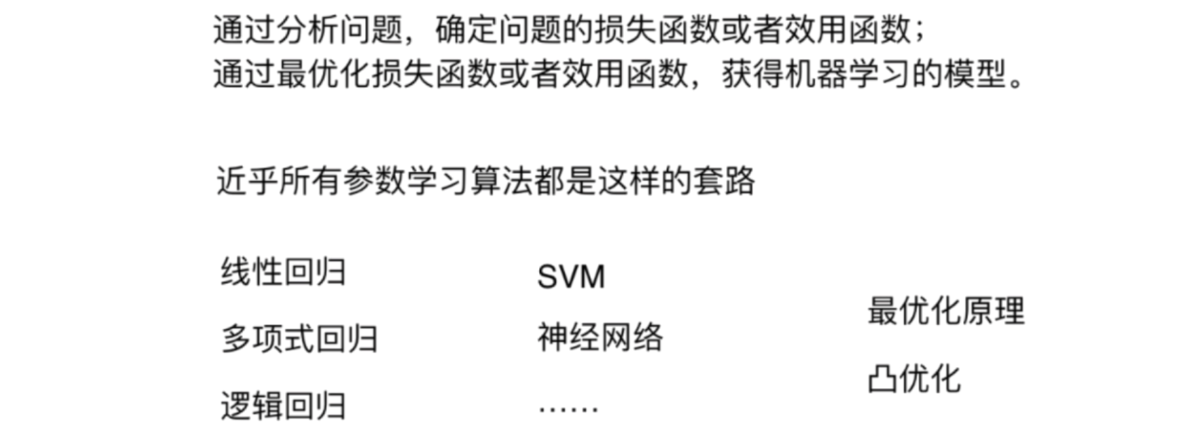 通过分析问题，确定问题的损失函数或者效用函数；
通过最优化损失函数或者效用函数，获得机器学习的模型。
近乎所有参数学习算法都是这样的套路
线性回归
多项式回归
逻辑回归
SVM
神经网络
……
最优化原理
凸优化